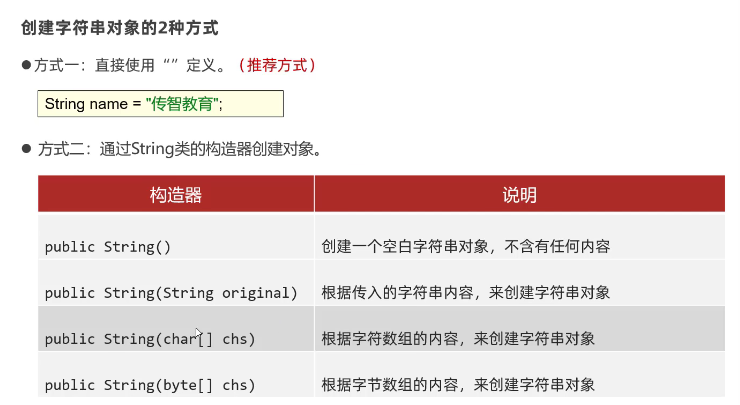 创建字符串对象的2种方式
●方式一：直接使用“”定义。（推荐方式）
String name = "传智教育";
● 方式二：通过String类的构造器创建对象。
构造器 说明
public String() 创建一个空白字符串对象，不含有任何内容
public String(String original) 根据传入的字符串内容，来创建字符串对象
public String(char[] chs) 根据字符数组的内容，来创建字符串对象
public String(byte[] chs) 根据字节数组的内容，来创建字符串对象